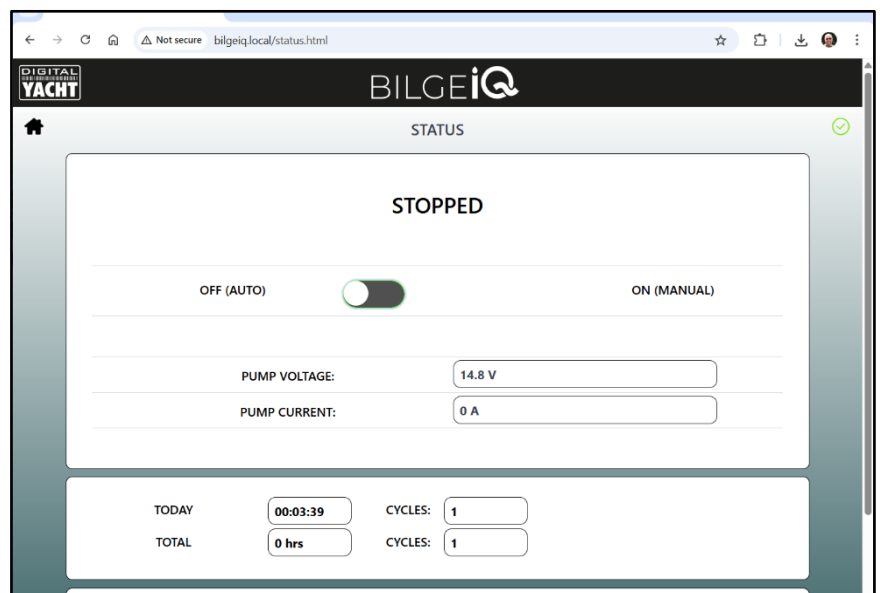 Not secure bilgeiq.local/status.html
DIGITAL
YACHT
BILGEiQ
STATUS
STOPPED
OFF (AUTO) ON (MANUAL)
PUMP VOLTAGE: 14.8 V
PUMP CURRENT: 0 A
TODAY 00:03:39 CYCLES: 1
TOTAL 0 hrs CYCLES: 1